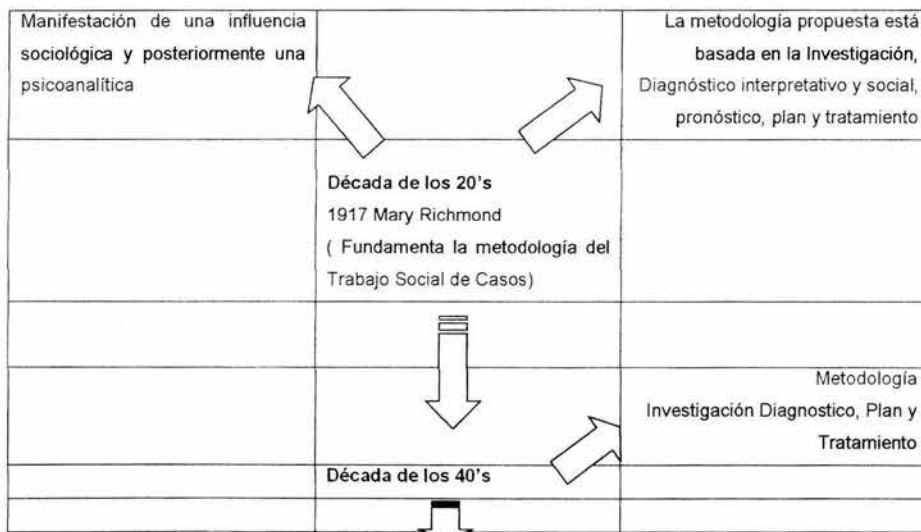 Manifestación de una influencia
sociológica y posteriormente una
psicoanalítica
La metodología propuesta está
basada en la Investigación,
Diagnóstico interpretativo y social,
pronóstico, plan y tratamiento
Década de los 20's
1917 Mary Richmond
( Fundamenta la metodología del
Trabajo Social de Casos)
Metodología
Investigación Diagnostico, Plan y
Tratamiento
Década de los 40's